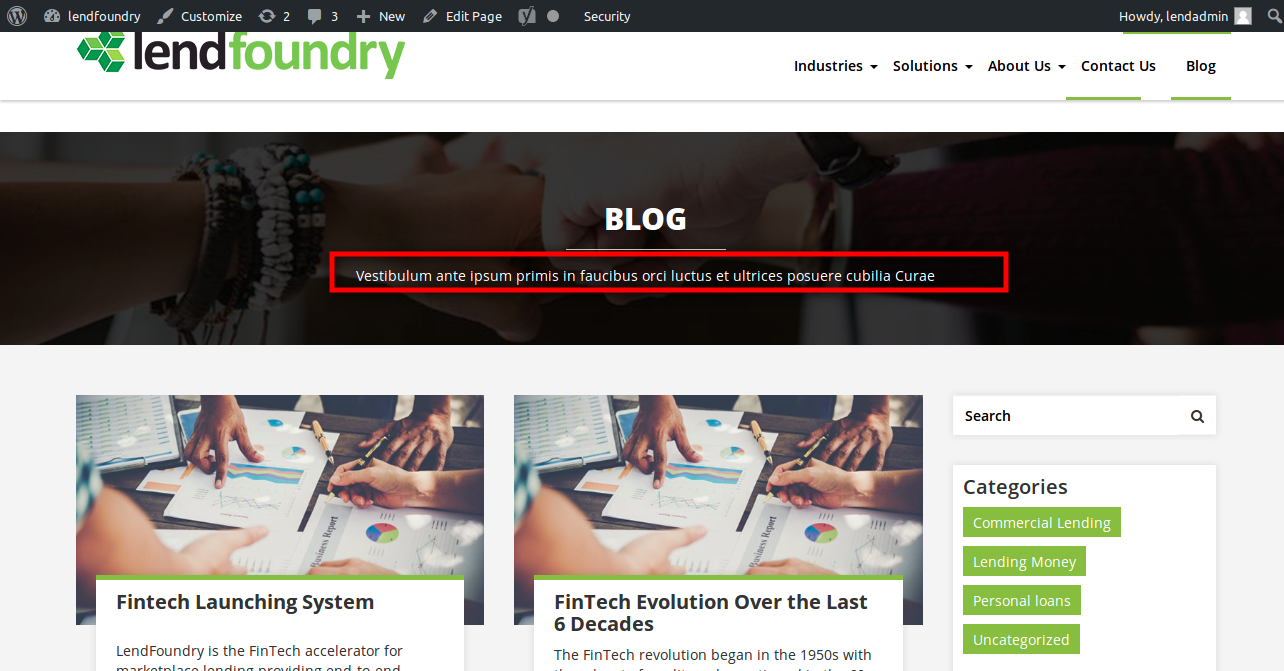 lendfoundry Customize 2 3 New Edit Page Security Howdy, lendadmin
lendfoundry
Industries Solutions About Us Contact Us Blog
BLOG
Vestibulum ante ipsum primis in faucibus orci luctus et ultrices posuere cubilia Curae
Search
Business Report
Business Report
Categories
Commercial Lending
Lending Money
Personal loans
Uncategorized
Fintech Launching System
LendFoundry is the FinTech accelerator for
marketplace lending providing end-to-end
FinTech Evolution Over the Last
6 Decades
The FinTech revolution began in the 1950s with